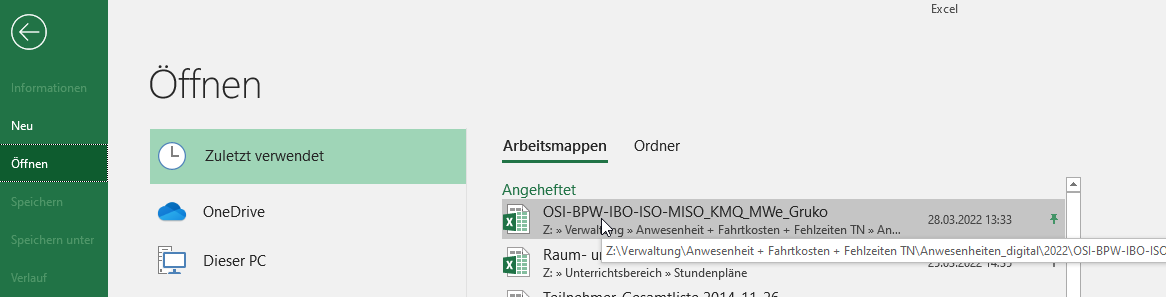 Excel
Informationen
Neu
Öffnen
Speichern
Speichern unter
Verlauf
Öffnen
Zuletzt verwendet
OneDrive
Dieser PC
Arbeitsmappen Ordner
Angeheftet
OSI-BPW-IBO-ISO-MISO_KMQ_MWe_Gruko
Z: » Verwaltung » Anwesenheit + Fahrtkosten + Fehlzeiten TN » An...
28.03.2022 13:33
Z:\Verwaltung\Anwesenheit + Fahrtkosten + Fehlzeiten TN\Anwesenheiten_digital\2022\OSI-BPW-IBO-ISO
Raum- u
Z: » Unterrichtsbereich » Stundenpläne
Teilnehmer-Gesamtliste 2014-11-26